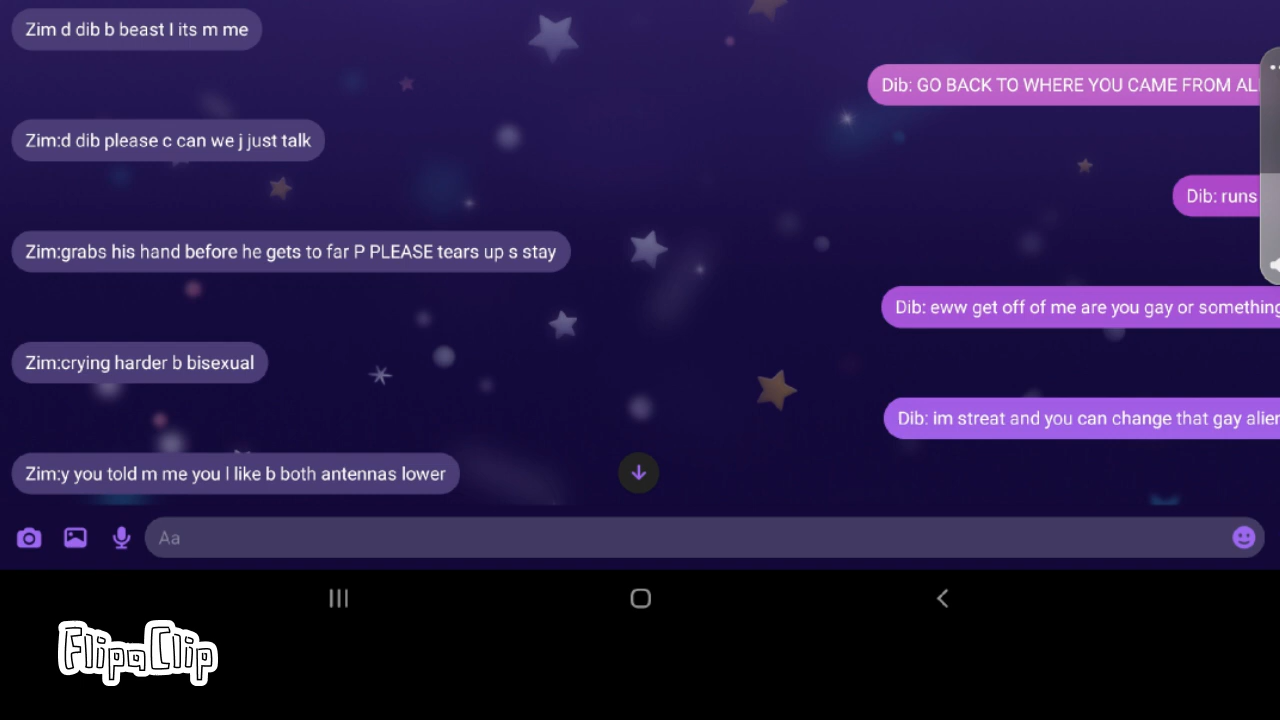 Zim d dib b beast I its m me
Dib: GO BACK TO WHERE YOU CAME FROM
Zim:d dib please c can we j just talk
Dib: runs
Zim:grabs his hand before he gets to far P PLEASE tears up s stay
Dib: eww get off of me are you gay or something
Zim:crying harder b bisexual
Dib: im streat and you can change that gay alien
Zim:y you told m me you l like b both antennas lower
Aa
FlipaClip